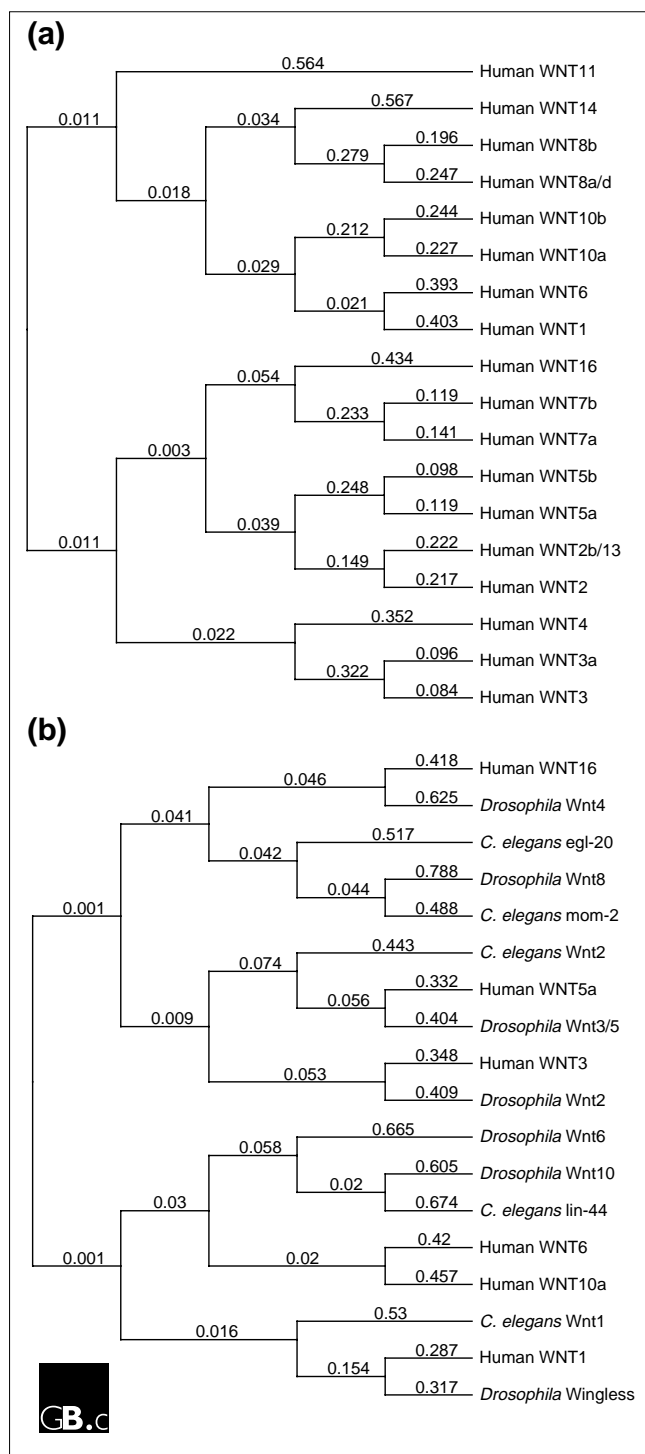 (a)
0.564
Human WNT11
0.011
0.034
0.567
Human WNT14
0.196
Human WNT8b
0.279
0.247
Human WNT8a/d
0.018
0.244
Human WNT10b
0.212
0.227
Human WNT10a
0.029
0.393
Human WNT6
0.021
0.403
Human WNT1
0.434
Human WNT16
0.054
0.119
Human WNT7b
0.233
0.141
Human WNT7a
0.003
0.098
Human WNT5b
0.248
0.119
Human WNT5a
0.039
0.222
Human WNT2b/13
0.011
0.149
0.217
Human WNT2
0.352
Human WNT4
0.022
0.096
Human WNT3a
0.322
0.084
Human WNT3
(b)
0.418
Human WNT16
0.046
0.625
Drosophila Wnt4
0.041
0.517
C. elegans egl-20
0.042
0.788
Drosophila Wnt8
0.044
0.488
C. elegans mom-2
0.001
0.443
C. elegans Wnt2
0.074
0.332
Human WNT5a
0.056
0.404
Drosophila Wnt3/5
0.009
0.348
Human WNT3
0.053
0.409
Drosophila Wnt2
0.665
Drosophila Wnt6
0.058
0.605
Drosophila Wnt10
0.02
0.674
C. elegans lin-44
0.03
0.42
Human WNT6
0.02
0.457
Human WNT10a
0.001
0.53
C. elegans Wnt1
0.016
0.287
Human WNT1
0.154
0.317
Drosophila Wingless
GB.c